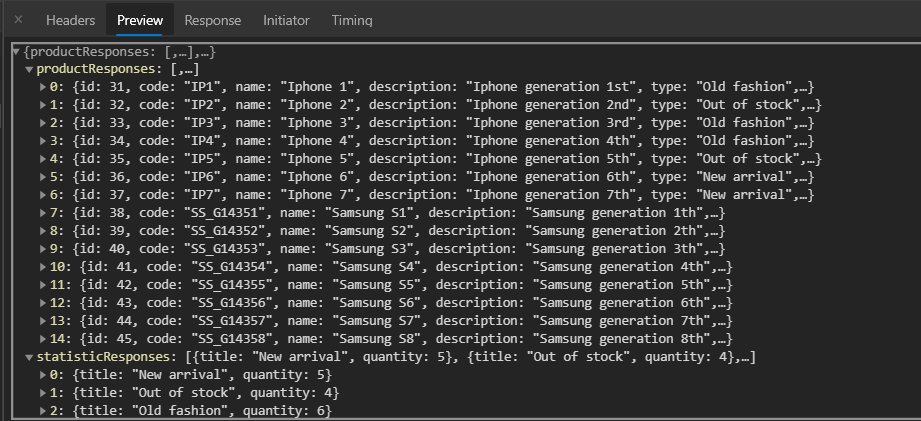 × Headers Preview Response Initiator Timing
▼{productResponses: [,…],…}
▼productResponses: [,…]
▶0: {id: 31, code: "IP1", name: "Iphone 1", description: "Iphone generation 1st", type: "Old fashion",…}
▶1: {id: 32, code: "IP2", name: "Iphone 2", description: "Iphone generation 2nd", type: "Out of stock",…}
▶2: {id: 33, code: "IP3", name: "Iphone 3", description: "Iphone generation 3rd", type: "Old fashion",…}
▶3: {id: 34, code: "IP4", name: "Iphone 4", description: "Iphone generation 4th", type: "Old fashion",…}
▶4: {id: 35, code: "IP5", name: "Iphone 5", description: "Iphone generation 5th", type: "Out of stock",…}
▶5: {id: 36, code: "IP6", name: "Iphone 6", description: "Iphone generation 6th", type: "New arrival",…}
▶6: {id: 37, code: "IP7", name: "Iphone 7", description: "Iphone generation 7th", type: "New arrival",…}
▶7: {id: 38, code: "SS_G14351", name: "Samsung S1", description: "Samsung generation 1th",…}
▶8: {id: 39, code: "SS_G14352", name: "Samsung S2", description: "Samsung generation 2th",…}
▶9: {id: 40, code: "SS_G14353", name: "Samsung S3", description: "Samsung generation 3th",…}
▶10: {id: 41, code: "SS_G14354", name: "Samsung S4", description: "Samsung generation 4th",…}
▶11: {id: 42, code: "SS_G14355", name: "Samsung S5", description: "Samsung generation 5th",…}
▶12: {id: 43, code: "SS_G14356", name: "Samsung S6", description: "Samsung generation 6th",…}
▶13: {id: 44, code: "SS_G14357", name: "Samsung S7", description: "Samsung generation 7th",…}
▶14: {id: 45, code: "SS_G14358", name: "Samsung S8", description: "Samsung generation 8th",…}
▼statisticResponses: [{title: "New arrival", quantity: 5}, {title: "Out of stock", quantity: 4},…]
▶0: {title: "New arrival", quantity: 5}
▶1: {title: "Out of stock", quantity: 4}
▶2: {title: "Old fashion", quantity: 6}